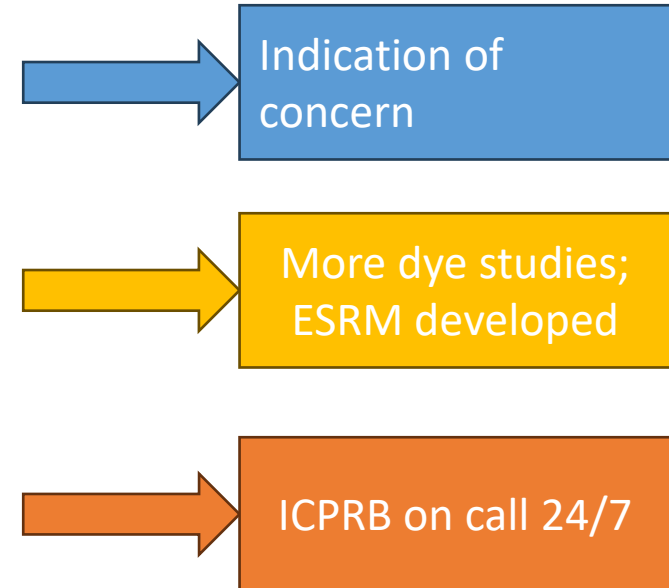 Indication of
concern
More dye studies;
ESRM developed
ICPRB on call 24/7